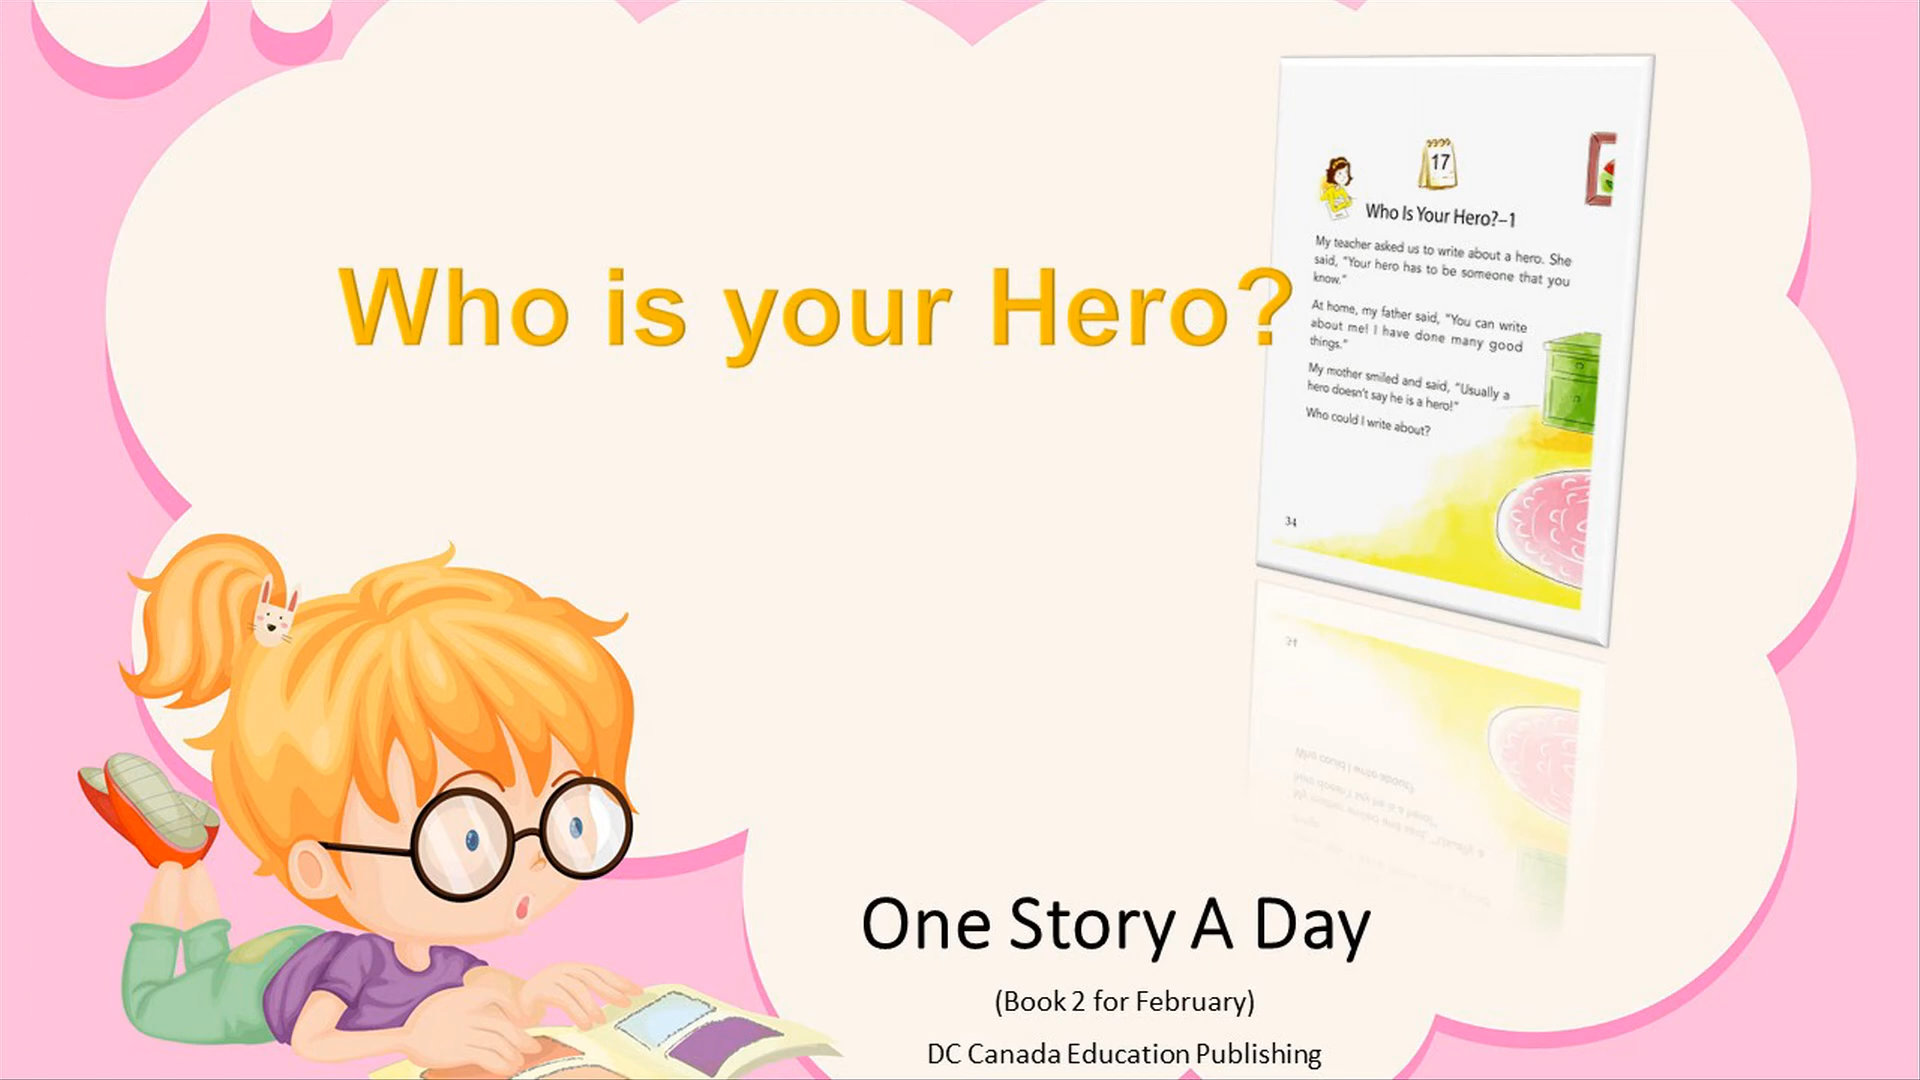 Who is your Hero?
17
Who Is Your Hero?–1
My teacher asked us to write about a hero. She
said, "Your hero has to be someone that you
know."
At home, my father said, "You can write
about me! I have done many good
things."
My mother smiled and said, "Usually a
hero doesn't say he is a hero!"
Who could I write about?
34
One Story A Day
(Book 2 for February)
DC Canada Education Publishing